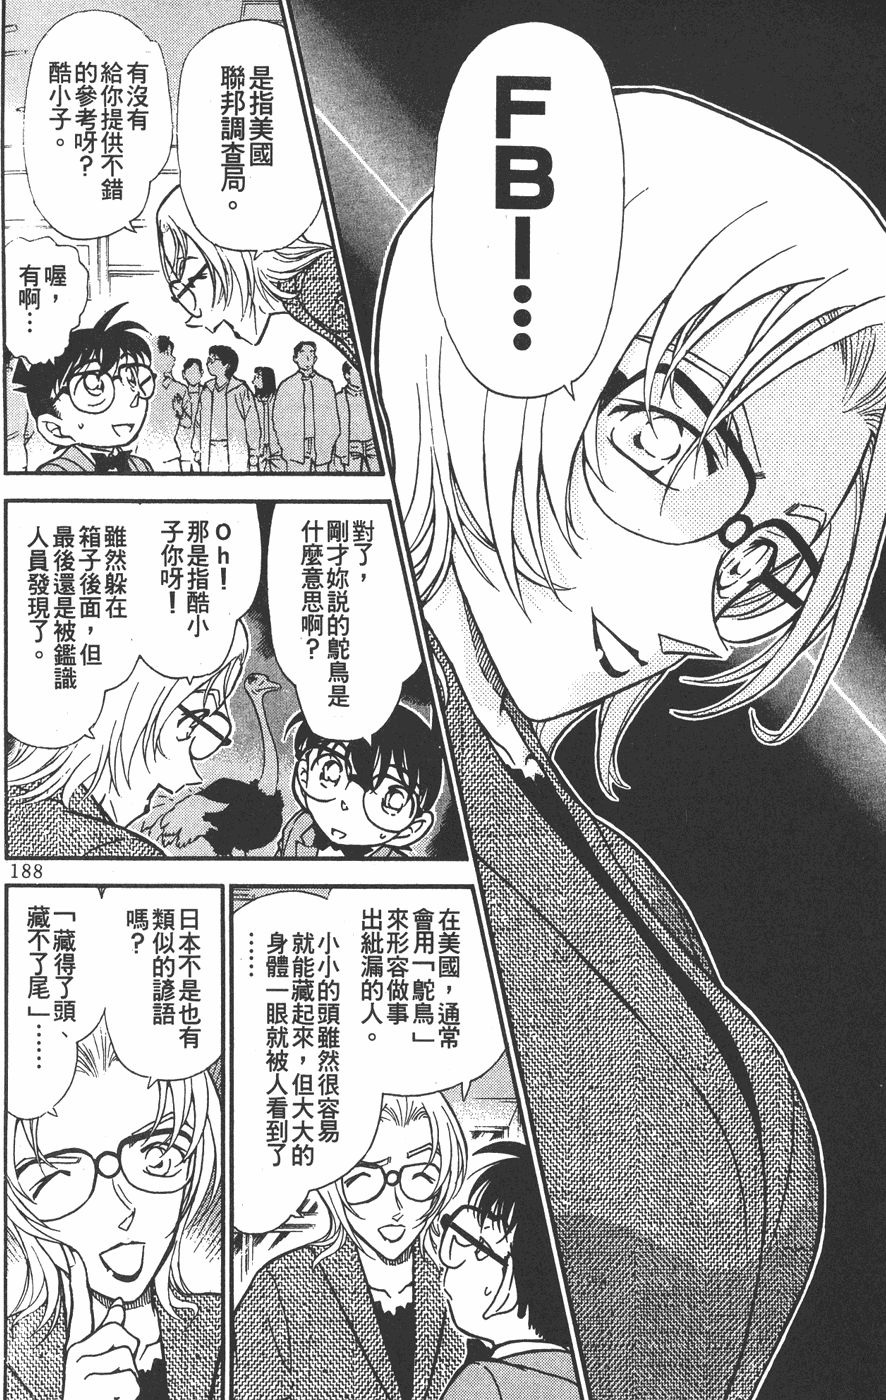 FBI…
是指美國
聯邦調查局。
有沒有
給你提供不錯
的參考呀?
酷小子。
喔,
有啊…
對了,
剛才妳說的鴕鳥是
什麼意思啊?
Oh!
那是指酷小
子你呀!
雖然躲在
箱子後面,但
最後還是被鑑識
人員發現了。
188
在美國,通常
會用「鴕鳥」
來形容做事
出紕漏的人。
小小的頭雖然很容易
就能藏起來,但大大的
身體一眼就被人看到了
……
日本不是也有
類似的諺語
嗎?
「藏得了頭、
藏不了尾」……